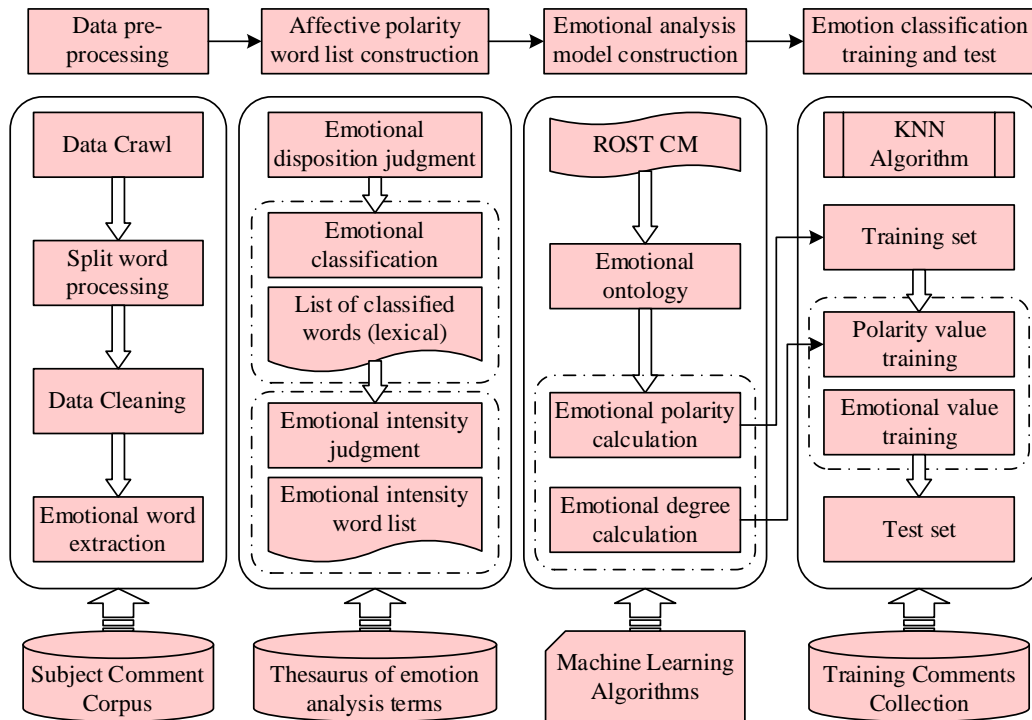 Data pre-
processing
Affective polarity
word list construction
Emotional analysis
model construction
Emotion classification
training and test
Data Crawl
Split word
processing
Data Cleaning
Emotional word
extraction
Emotional
disposition judgment
Emotional
classification
List of classified
words (lexical)
Emotional intensity
judgment
Emotional intensity
word list
ROST CM
Emotional
ontology
Emotional polarity
calculation
Emotional degree
calculation
KNN
Algorithm
Training set
Polarity value
training
Emotional value
training
Test set
Subject Comment
Corpus
Thesaurus of emotion
analysis terms
Machine Learning
Algorithms
Training Comments
Collection